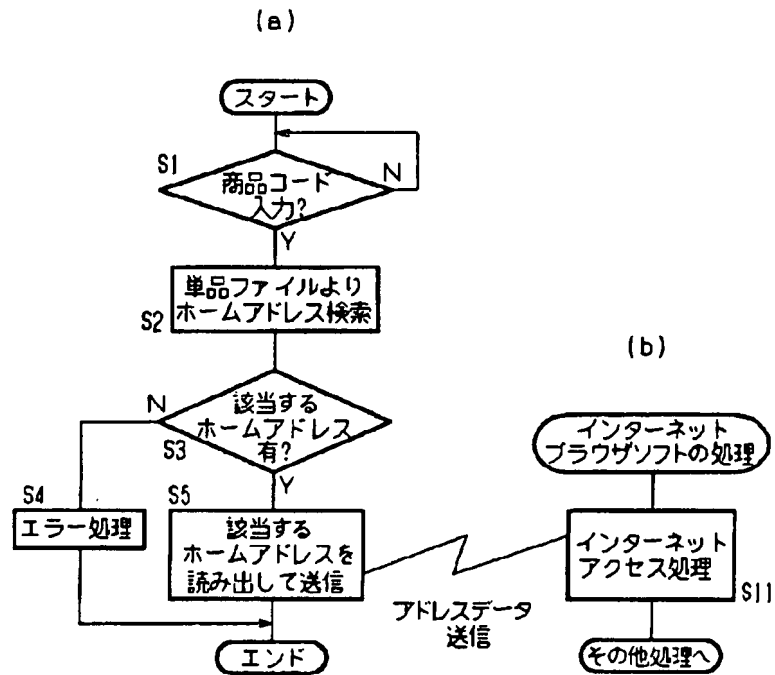 (a)
スタート
S1
商品コード
入力?
N
Y
単品ファイルより
ホームアドレス検索
S2
N
該当する
ホームアドレス
有?
S3
Y
S4
エラー処理
S5
該当する
ホームアドレスを
読み出して送信
エンド
アドレスデータ
送信
(b)
インターネット
ブラウザソフトの処理
インターネット
アクセス処理
S11
その他処理へ